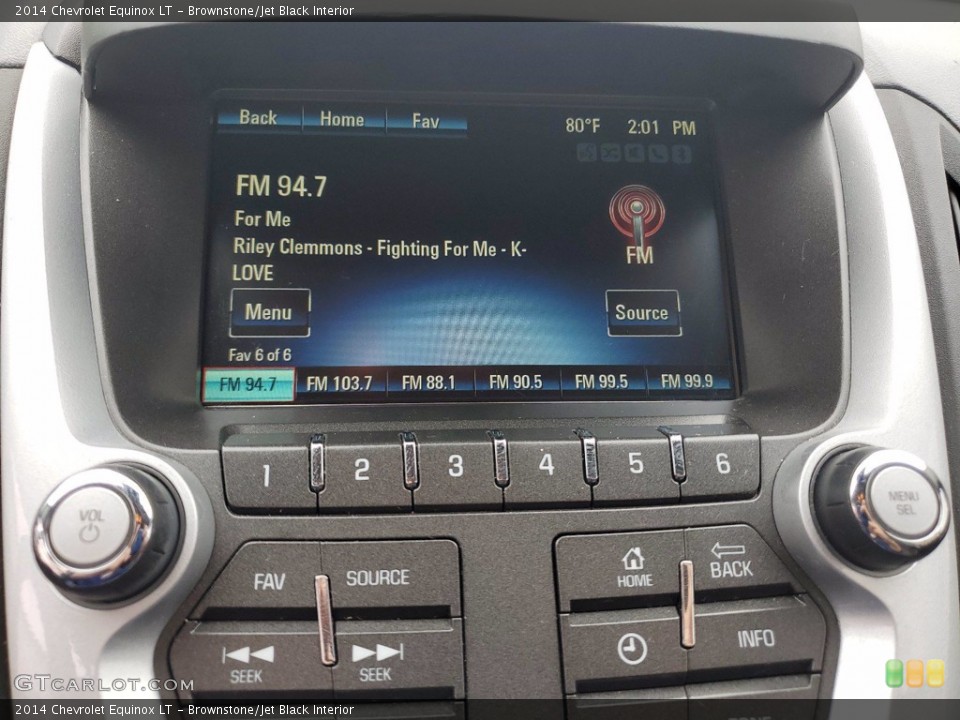 2014 Chevrolet Equinox LT – Brownstone/Jet Black Interior
Back Home Fav 80°F 2:01 PM
FM 94.7
For Me
Riley Clemmons - Fighting For Me - K-
LOVE
FM
Menu Source
Fav 6 of 6
FM 94.7 FM 103.7 FM 88.1 FM 90.5 FM 99.5 FM 99.9
1 2 3 4 5 6
VOL
MENU
SEL
FAV SOURCE
HOME BACK
SEEK SEEK
INFO
GTCARLOT.COM
2014 Chevrolet Equinox LT – Brownstone/Jet Black Interior